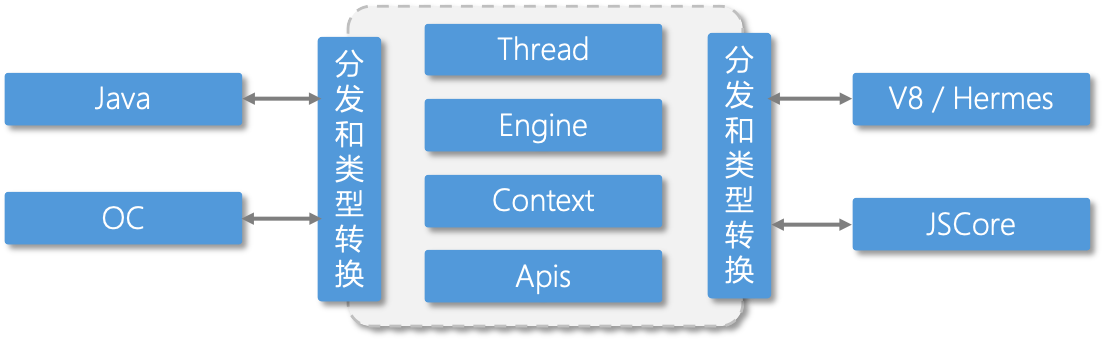 Java
OC
分发和类型转换
Thread
Engine
Context
Apis
分发和类型转换
V8 / Hermes
JSCore